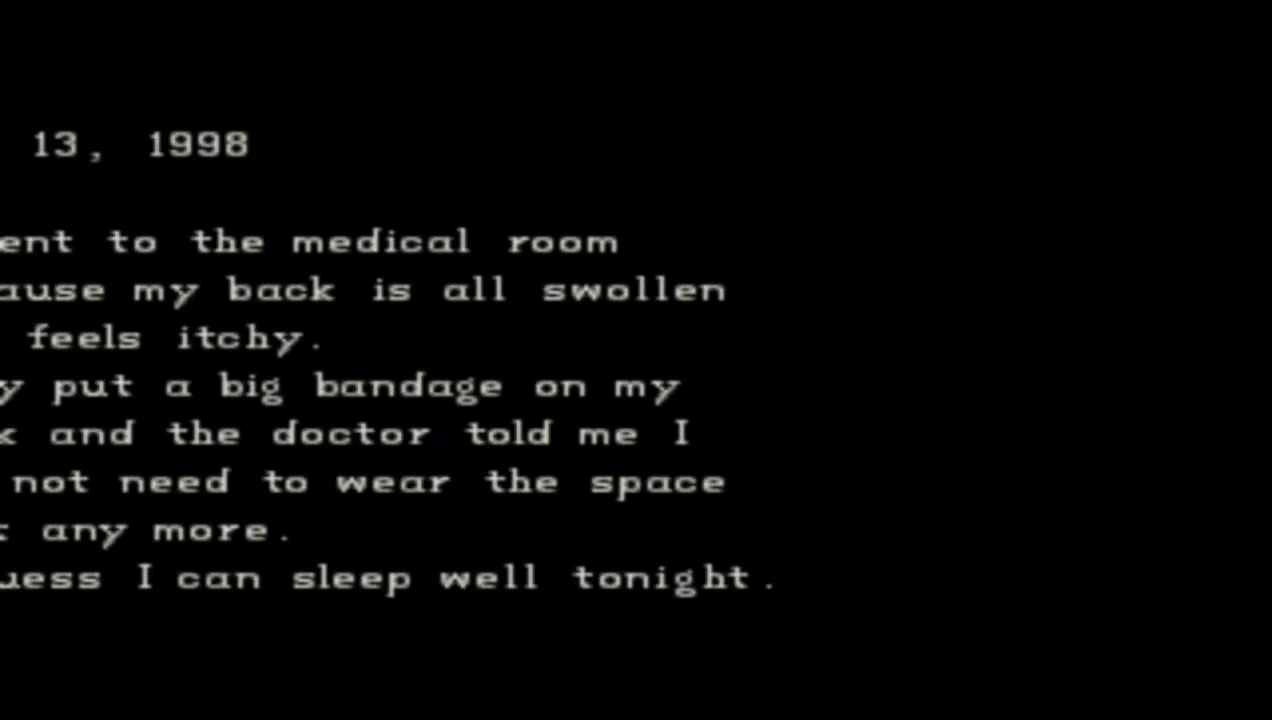 13, 1998
ent to the medical room
ause my back is all swollen
feels itchy.
y put a big bandage on my
k and the doctor told me I
not need to wear the space
t any more.
uess I can sleep well tonight.